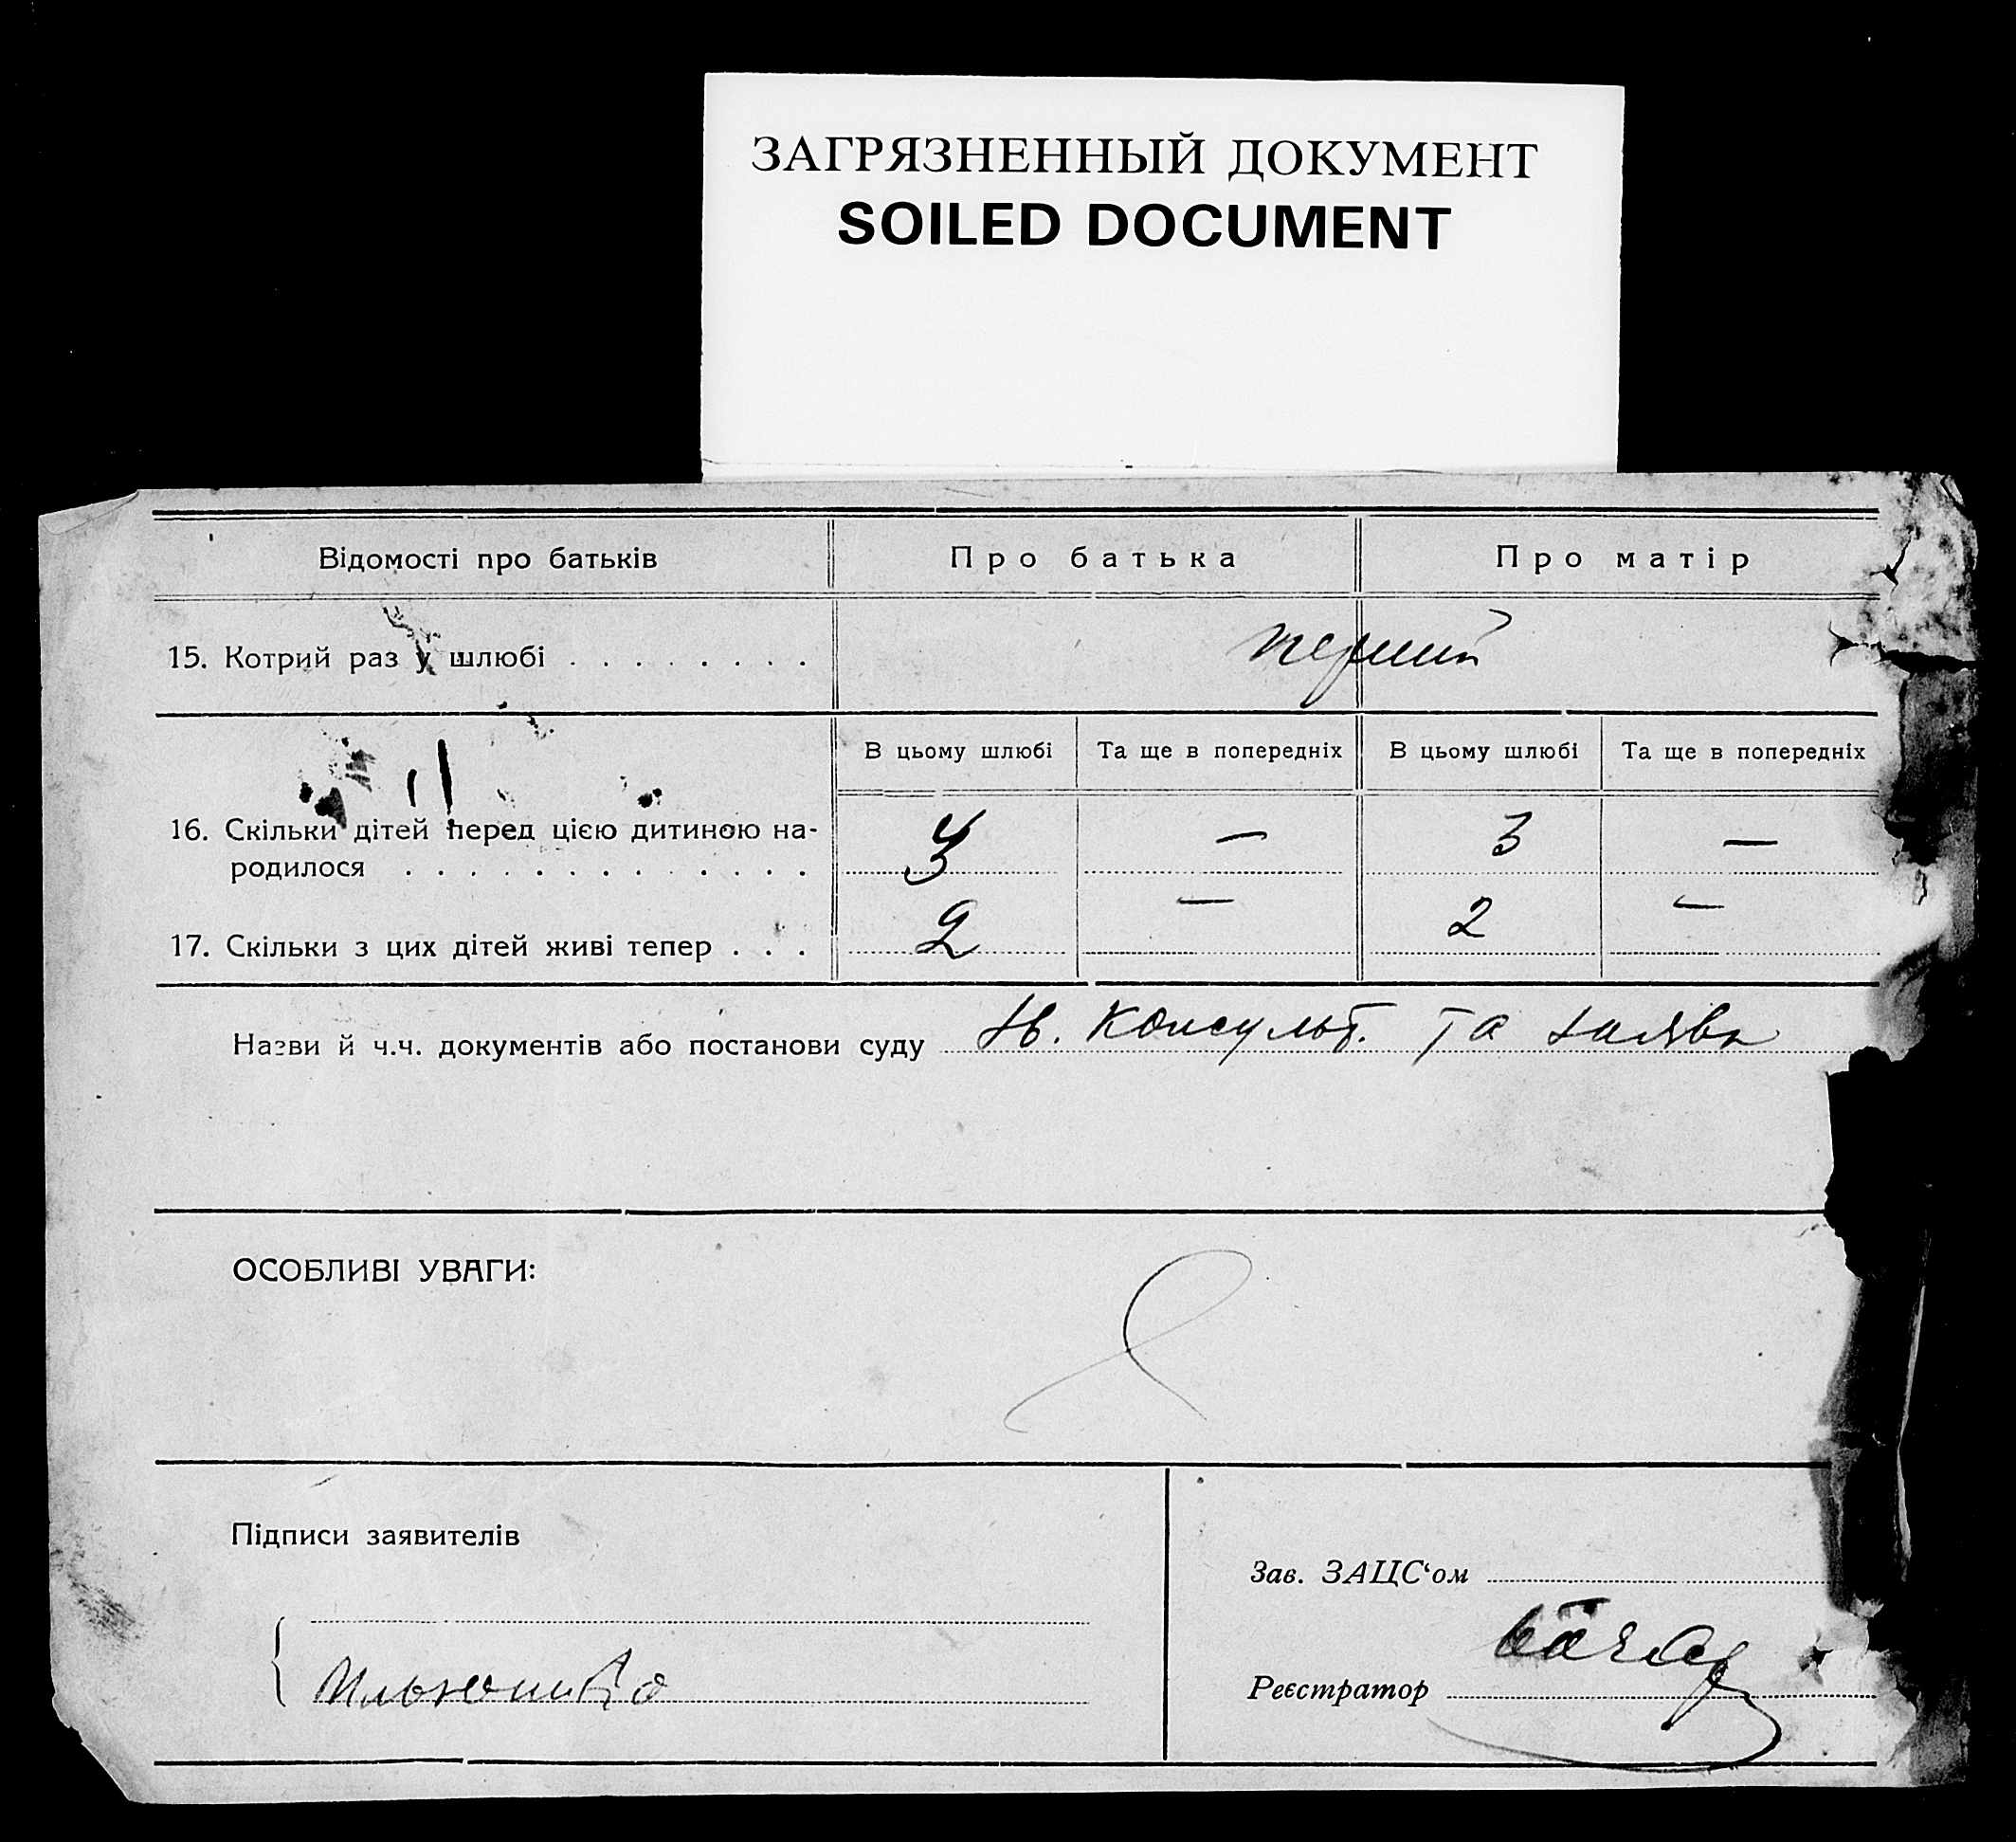 ЗАГРЯЗНЕННЫЙ ДОКУМЕНТ
SOILED DOCUMENT
Відомості про батьків Про батька Про матір
15. Котрий раз у шлюбі . . . . . . . . перший
В цьому шлюбі Та ще в попередніх В цьому шлюбі Та ще в попередніх
16. Скільки дітей перед цією дитиною на-
родилося . . . . . . . . . . . . . 3 — 3 —
17. Скільки з цих дітей живі тепер . . . 2 — 2 —
Назви й ч.ч. документів або постанови суду консульт. та заява
ОСОБЛИВІ УВАГИ:
Підписи заявителів
Зав. ЗАЦС‘ом
Реєстратор